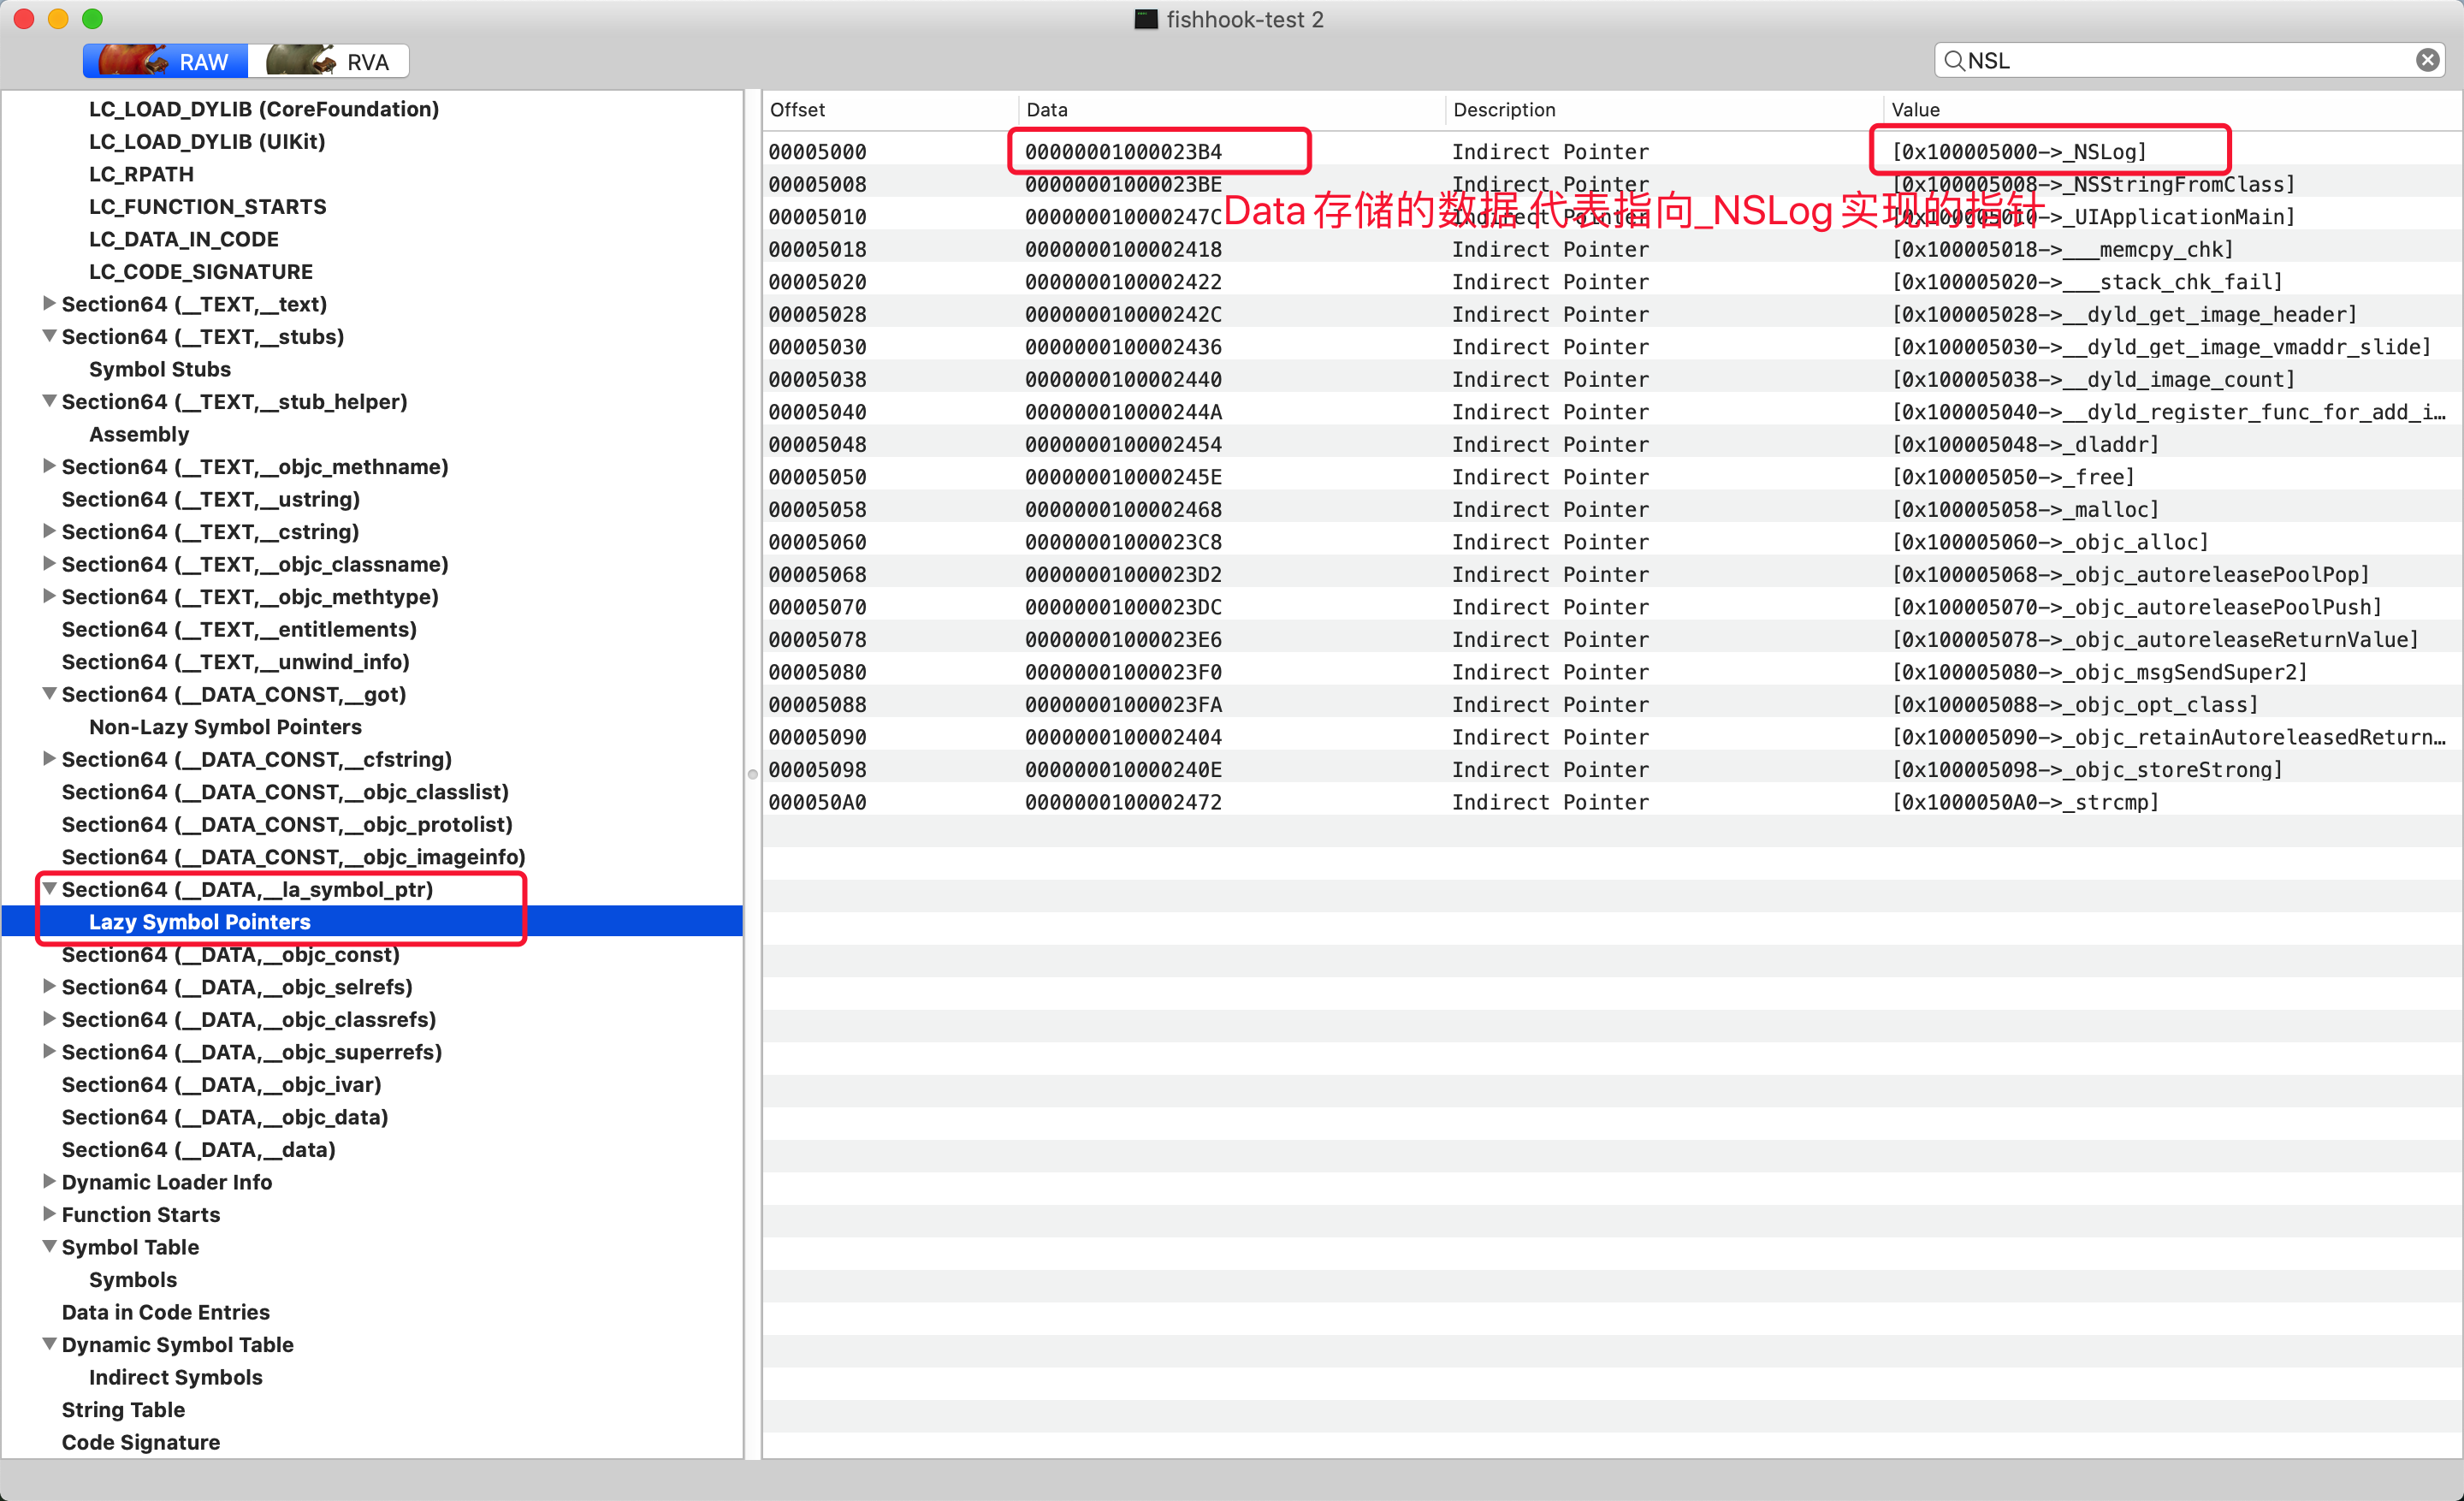 fishhook-test 2
RAW RVA
NSL
LC_LOAD_DYLIB (CoreFoundation)
LC_LOAD_DYLIB (UIKit)
LC_RPATH
LC_FUNCTION_STARTS
LC_DATA_IN_CODE
LC_CODE_SIGNATURE
Section64 (__TEXT,__text)
Section64 (__TEXT,__stubs)
Symbol Stubs
Section64 (__TEXT,__stub_helper)
Assembly
Section64 (__TEXT,__objc_methname)
Section64 (__TEXT,__ustring)
Section64 (__TEXT,__cstring)
Section64 (__TEXT,__objc_classname)
Section64 (__TEXT,__objc_methtype)
Section64 (__TEXT,__entitlements)
Section64 (__TEXT,__unwind_info)
Section64 (__DATA_CONST,__got)
Non-Lazy Symbol Pointers
Section64 (__DATA_CONST,__cfstring)
Section64 (__DATA_CONST,__objc_classlist)
Section64 (__DATA_CONST,__objc_protolist)
Section64 (__DATA_CONST,__objc_imageinfo)
Section64 (__DATA,__la_symbol_ptr)
Lazy Symbol Pointers
Section64 (__DATA,__objc_const)
Section64 (__DATA,__objc_selrefs)
Section64 (__DATA,__objc_classrefs)
Section64 (__DATA,__objc_superrefs)
Section64 (__DATA,__objc_ivar)
Section64 (__DATA,__objc_data)
Section64 (__DATA,__data)
Dynamic Loader Info
Function Starts
Symbol Table
Symbols
Data in Code Entries
Dynamic Symbol Table
Indirect Symbols
String Table
Code Signature
Offset Data Description Value
00005000 00000001000023B4 Indirect Pointer [0x100005000->_NSLog]
00005008 00000001000023BE Indirect Pointer [0x100005008->_NSStringFromClass]
Data存储的数据 代表指向_NSLog实现的指针
00005010 000000010000247C Indirect Pointer [0x100005010->_UIApplicationMain]
00005018 0000000100002418 Indirect Pointer [0x100005018->___memcpy_chk]
00005020 0000000100002422 Indirect Pointer [0x100005020->___stack_chk_fail]
00005028 000000010000242C Indirect Pointer [0x100005028->__dyld_get_image_header]
00005030 0000000100002436 Indirect Pointer [0x100005030->__dyld_get_image_vmaddr_slide]
00005038 0000000100002440 Indirect Pointer [0x100005038->__dyld_image_count]
00005040 000000010000244A Indirect Pointer [0x100005040->__dyld_register_func_for_add_i…
00005048 0000000100002454 Indirect Pointer [0x100005048->_dladdr]
00005050 000000010000245E Indirect Pointer [0x100005050->_free]
00005058 0000000100002468 Indirect Pointer [0x100005058->_malloc]
00005060 00000001000023C8 Indirect Pointer [0x100005060->_objc_alloc]
00005068 00000001000023D2 Indirect Pointer [0x100005068->_objc_autoreleasePoolPop]
00005070 00000001000023DC Indirect Pointer [0x100005070->_objc_autoreleasePoolPush]
00005078 00000001000023E6 Indirect Pointer [0x100005078->_objc_autoreleaseReturnValue]
00005080 00000001000023F0 Indirect Pointer [0x100005080->_objc_msgSendSuper2]
00005088 00000001000023FA Indirect Pointer [0x100005088->_objc_opt_class]
00005090 0000000100002404 Indirect Pointer [0x100005090->_objc_retainAutoreleasedReturn…
00005098 000000010000240E Indirect Pointer [0x100005098->_objc_storeStrong]
000050A0 0000000100002472 Indirect Pointer [0x1000050A0->_strcmp]